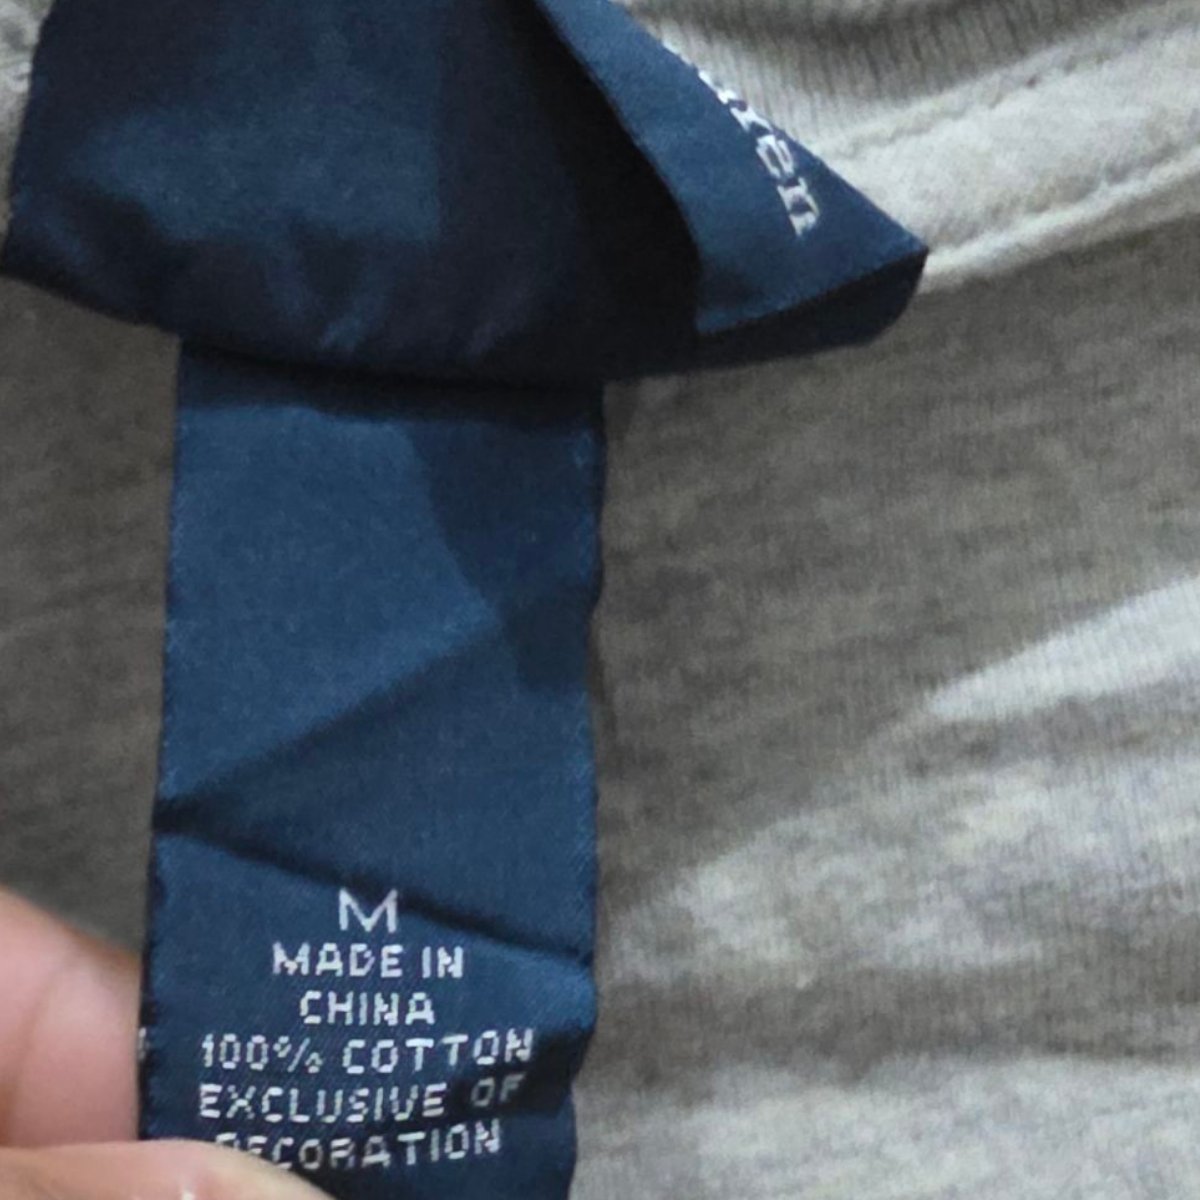 M
MADE IN
CHINA
100% COTTON
EXCLUSIVE OF
DECORATION